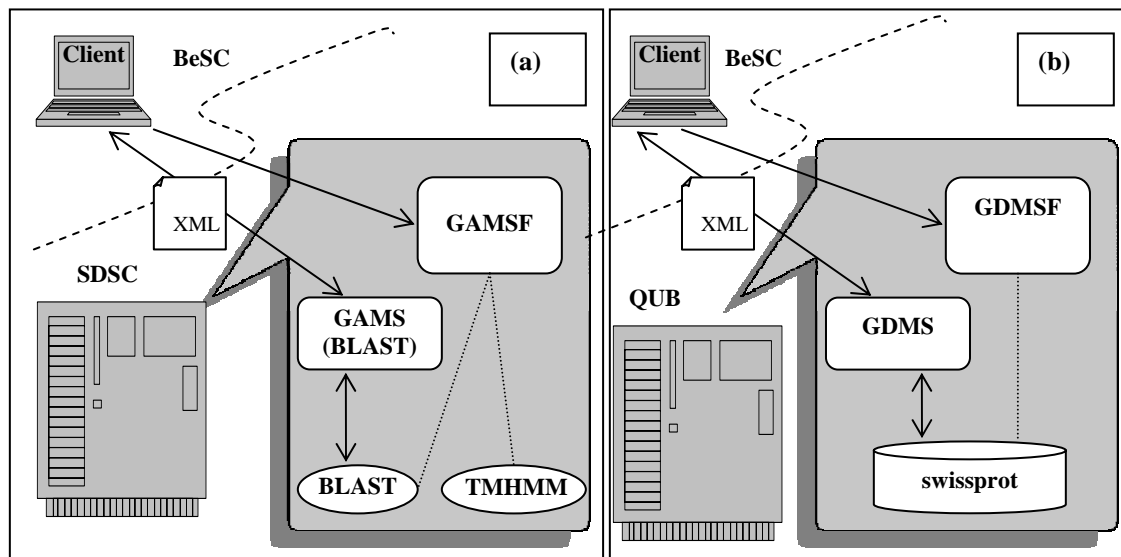 Client
BeSC
(a)
XML
GAMSF
SDSC
GAMS
(BLAST)
BLAST
TMHMM
Client
BeSC
(b)
XML
GDMSF
QUB
GDMS
swissprot